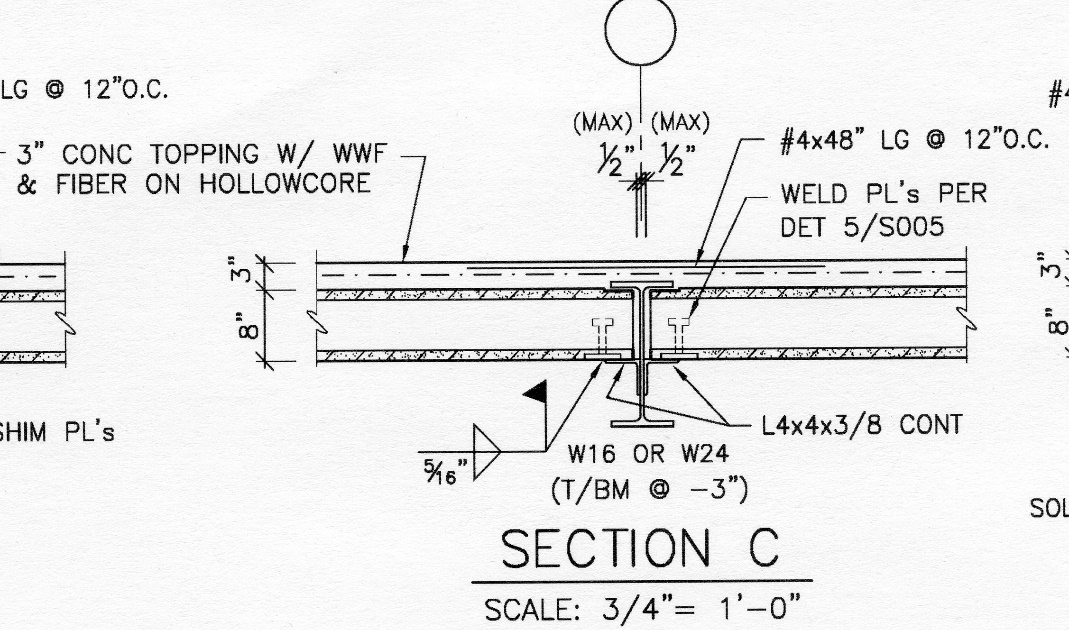 LG @ 12"O.C.
3" CONC TOPPING W/ WWF
& FIBER ON HOLLOWCORE
(MAX) (MAX)
1/2" 1/2"
#4x48" LG @ 12"O.C.
WELD PL's PER
DET 5/S005
#4
3"
8"
3"
8"
SHIM PL's
5/16"
L4x4x3/8 CONT
W16 OR W24
(T/BM @ -3")
SOL
SECTION C
SCALE: 3/4"= 1'-0"